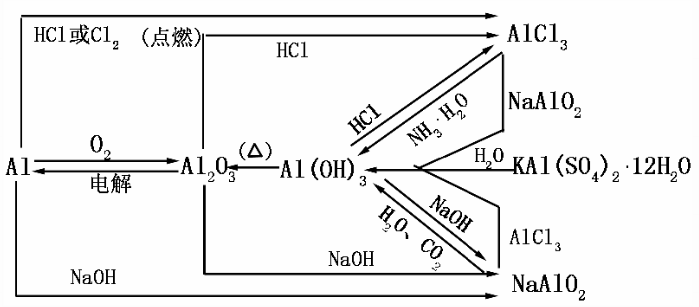 HCl或Cl₂ (点燃)
HCl
AlCl₃
HCl
NH₃·H₂O
NaAlO₂
Al
O₂
电解
Al₂O₃
(△)
Al(OH)₃
H₂O
KAl(SO₄)₂·12H₂O
NaOH
H₂O、CO₂
AlCl₃
NaOH
NaOH
NaAlO₂